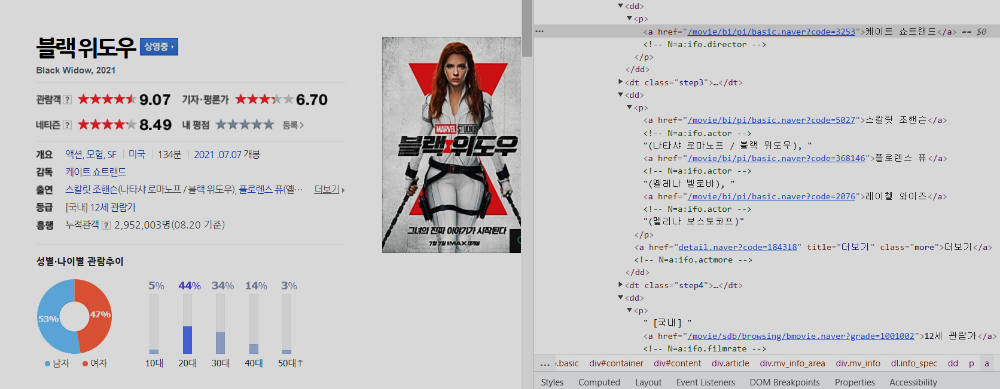 블랙 위도우 상영중
Black Widow, 2021
관람객 ? 9.07 기자·평론가 6.70
네티즌 ? 8.49 내 평점 등록
개요 액션, 모험, SF 미국 134분 2021 .07.07 개봉
감독 케이트 쇼트랜드
출연 스칼릿 조핸슨(나타샤 로마노프 / 블랙 위도우), 플로렌스 퓨(옐··· 더보기
등급 [국내] 12세 관람가
흥행 누적관객 ? 2,952,003명(08.20 기준)
MARVEL STUDIOS
블랙 위도우
그녀의 진짜 이야기가 시작된다
7월 7일 IMAX 대개봉
성별·나이별 관람추이
53% 47%
남자 여자
5% 44% 34% 14% 3%
10대 20대 30대 40대 50대↑
<dd>
<p>
··· <a href="/movie/bi/pi/basic.naver?code=3253">케이트 쇼트랜드</a> == $0
<!-- N=a:ifo.director -->
</p>
</dd>
<dt class="step3">…</dt>
<dd>
<p>
<a href="/movie/bi/pi/basic.naver?code=5027">스칼릿 조핸슨</a>
<!-- N=a:ifo.actor -->
"(나타샤 로마노프 / 블랙 위도우), "
<a href="/movie/bi/pi/basic.naver?code=368146">플로렌스 퓨</a>
<!-- N=a:ifo.actor -->
"(옐레나 벨로바), "
<a href="/movie/bi/pi/basic.naver?code=2076">레이첼 와이즈</a>
<!-- N=a:ifo.actor -->
"(멜리나 보스토코프)"
</p>
<a href="detail.naver?code=184318" title="더보기" class="more">더보기</a>
<!-- N=a:ifo.actmore -->
</dd>
<dt class="step4">…</dt>
<dd>
<p>
" [국내] "
<a href="/movie/sdb/browsing/bmovie.naver?grade=1001002">12세 관람가</a>
<!-- N=a:ifo.filmrate -->
… .basic div#container div#content div.article div.mv_info_area div.mv_info dl.info_spec dd p a
Styles Computed Layout Event Listeners DOM Breakpoints Properties Accessibility